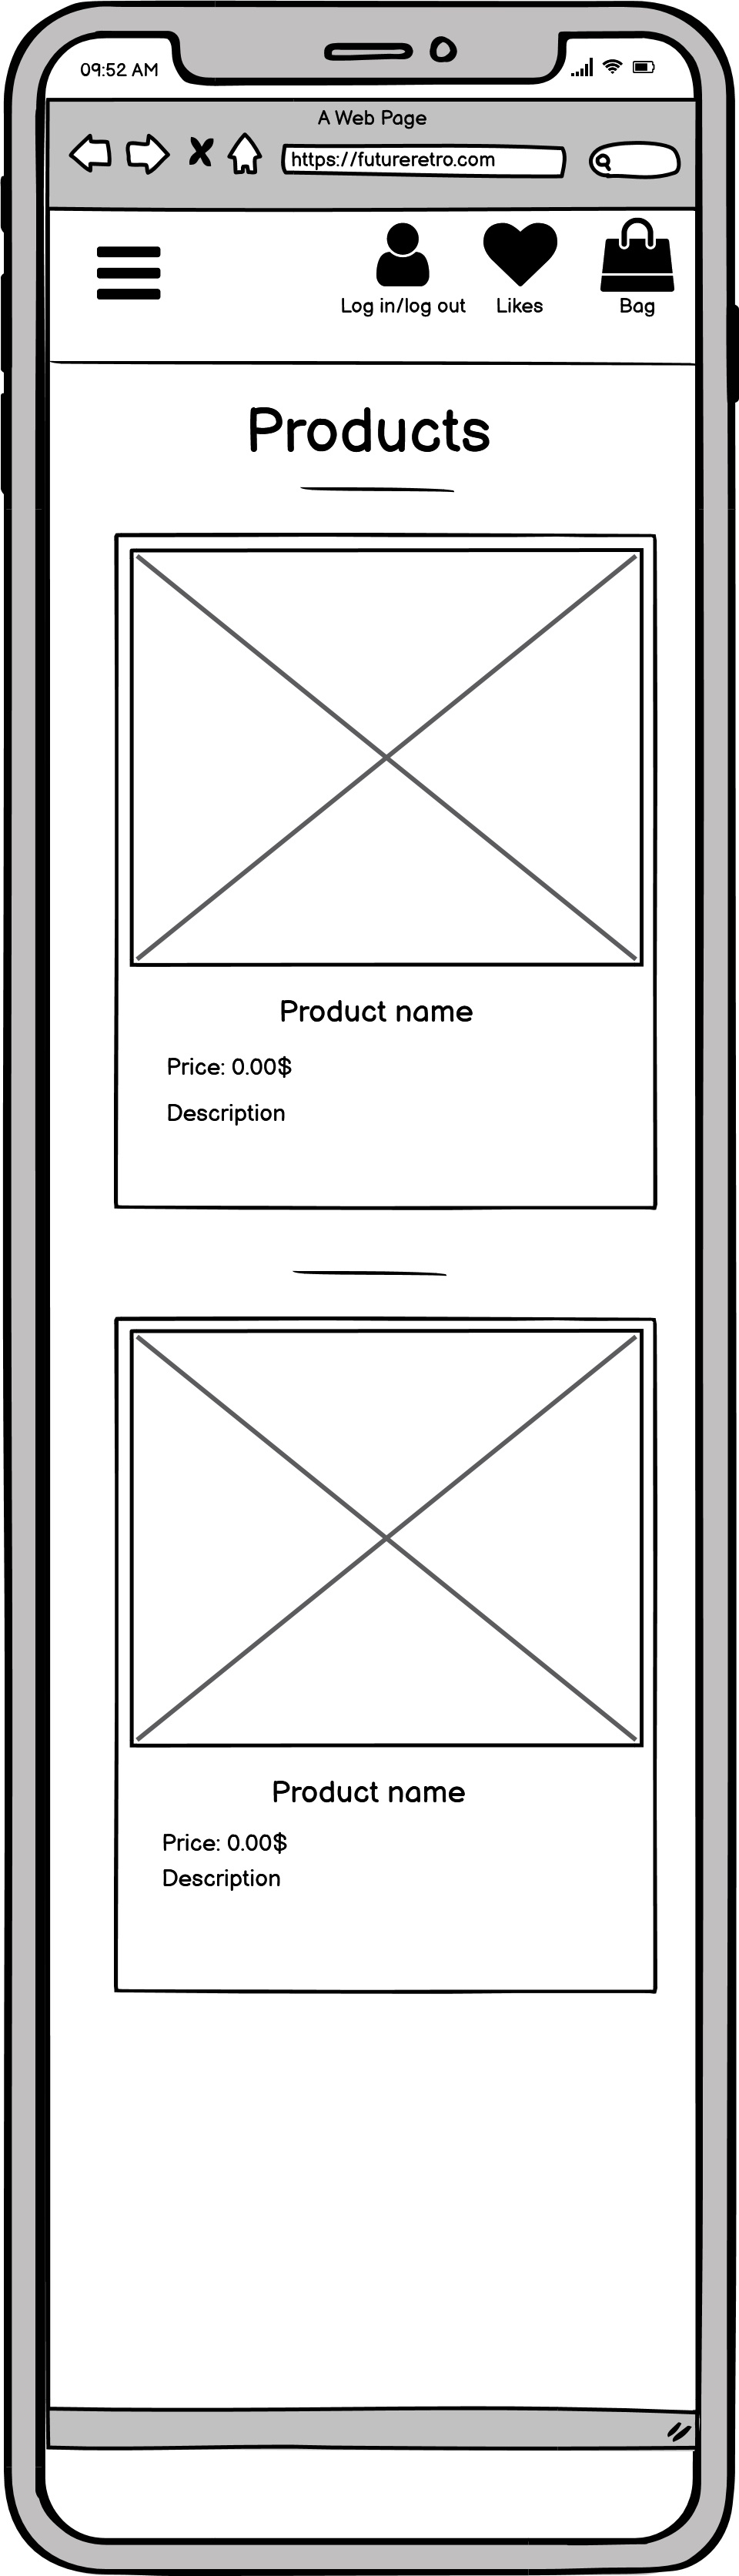 09:52 AM
A Web Page
https://futureretro.com
Log in/log out Likes Bag
Products
Product name
Price: 0.00$
Description
Product name
Price: 0.00$
Description